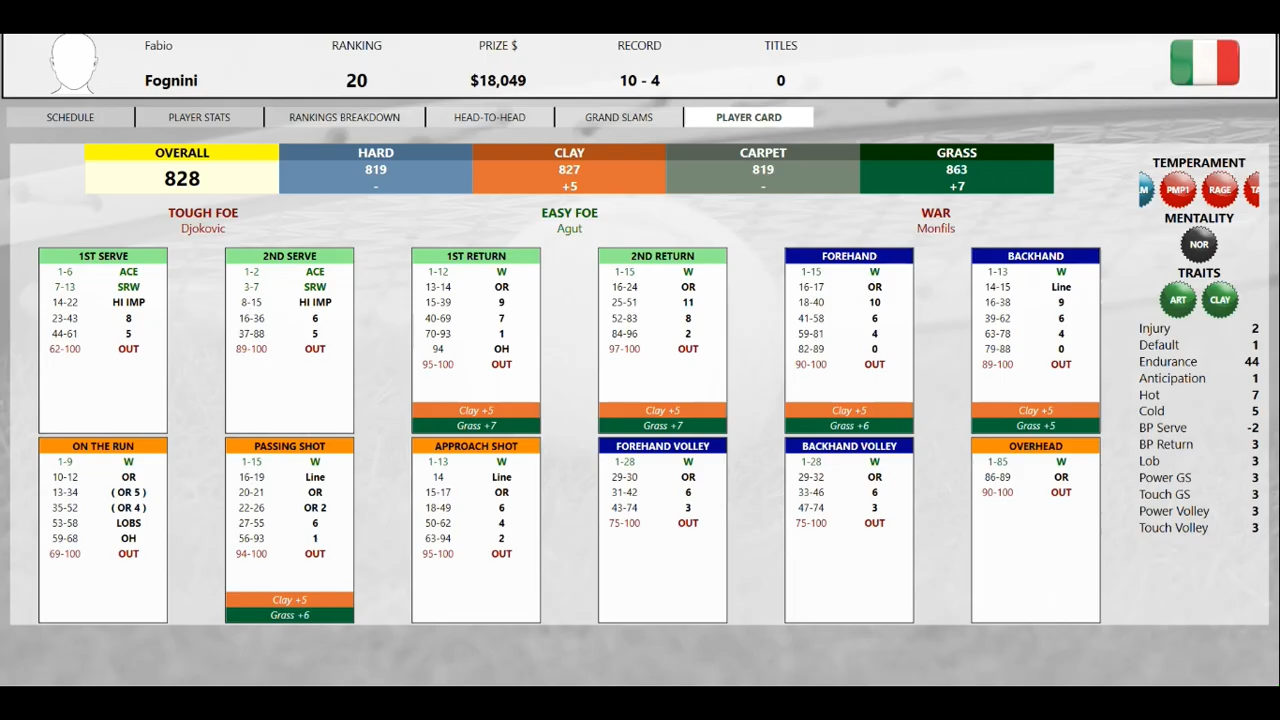 Fabio RANKING PRIZE $ RECORD TITLES
Fognini 20 $18,049 10 - 4 0
SCHEDULE PLAYER STATS RANKINGS BREAKDOWN HEAD-TO-HEAD GRAND SLAMS PLAYER CARD
OVERALL HARD CLAY CARPET GRASS
828 819 827 819 863
- +5 - +7
TOUGH FOE EASY FOE WAR
Djokovic Agut Monfils
1ST SERVE
1-6 ACE
7-13 SRW
14-22 HI IMP
23-43 8
44-61 5
62-100 OUT
2ND SERVE
1-2 ACE
3-7 SRW
8-15 HI IMP
16-36 6
37-88 5
89-100 OUT
1ST RETURN
1-12 W
13-14 OR
15-39 9
40-69 7
70-93 1
94 OH
95-100 OUT
Clay +5
Grass +7
2ND RETURN
1-15 W
16-24 OR
25-51 11
52-83 8
84-96 2
97-100 OUT
Clay +5
Grass +7
FOREHAND
1-15 W
16-17 OR
18-40 10
41-58 6
59-81 4
82-89 0
90-100 OUT
Clay +5
Grass +6
BACKHAND
1-13 W
14-15 Line
16-38 9
39-62 6
63-78 4
79-88 0
89-100 OUT
Clay +5
Grass +5
ON THE RUN
1-9 W
10-12 OR
13-34 ( OR 5 )
35-52 ( OR 4 )
53-58 LOBS
59-68 OH
69-100 OUT
PASSING SHOT
1-15 W
16-19 Line
20-21 OR
22-26 OR 2
27-55 6
56-93 1
94-100 OUT
Clay +5
Grass +6
APPROACH SHOT
1-13 W
14 Line
15-17 OR
18-49 6
50-62 4
63-94 2
95-100 OUT
FOREHAND VOLLEY
1-28 W
29-30 OR
31-42 6
43-74 3
75-100 OUT
BACKHAND VOLLEY
1-28 W
29-32 OR
33-46 6
47-74 3
75-100 OUT
OVERHEAD
1-85 W
86-89 OR
90-100 OUT
TEMPERAMENT
M PMP1 RAGE TA
MENTALITY
NOR
TRAITS
ART CLAY
Injury 2
Default 1
Endurance 44
Anticipation 1
Hot 7
Cold 5
BP Serve -2
BP Return 3
Lob 3
Power GS 3
Touch GS 3
Power Volley 3
Touch Volley 3